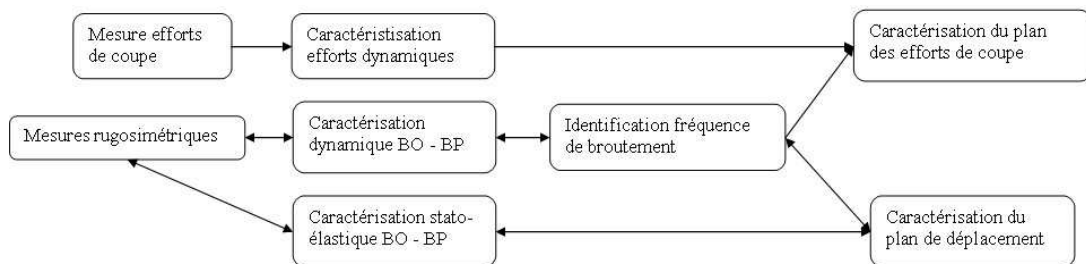 Mesure efforts
de coupe
Caractéristisation
efforts dynamiques
Caractérisation du plan
des efforts de coupe
Mesures rugosimétriques
Caractérisation
dynamique BO - BP
Identification fréquence
de broutement
Caractérisation stato-
élastique BO - BP
Caractérisation du
plan de déplacement